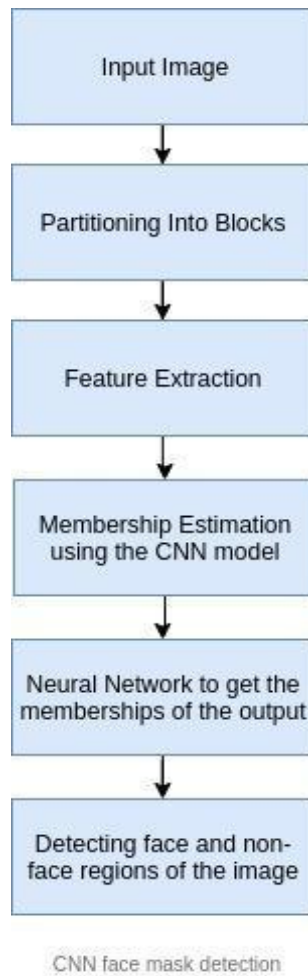 Input Image
Partitioning Into Blocks
Feature Extraction
Membership Estimation
using the CNN model
Neural Network to get the
memberships of the output
Detecting face and non-
face regions of the image
CNN face mask detection